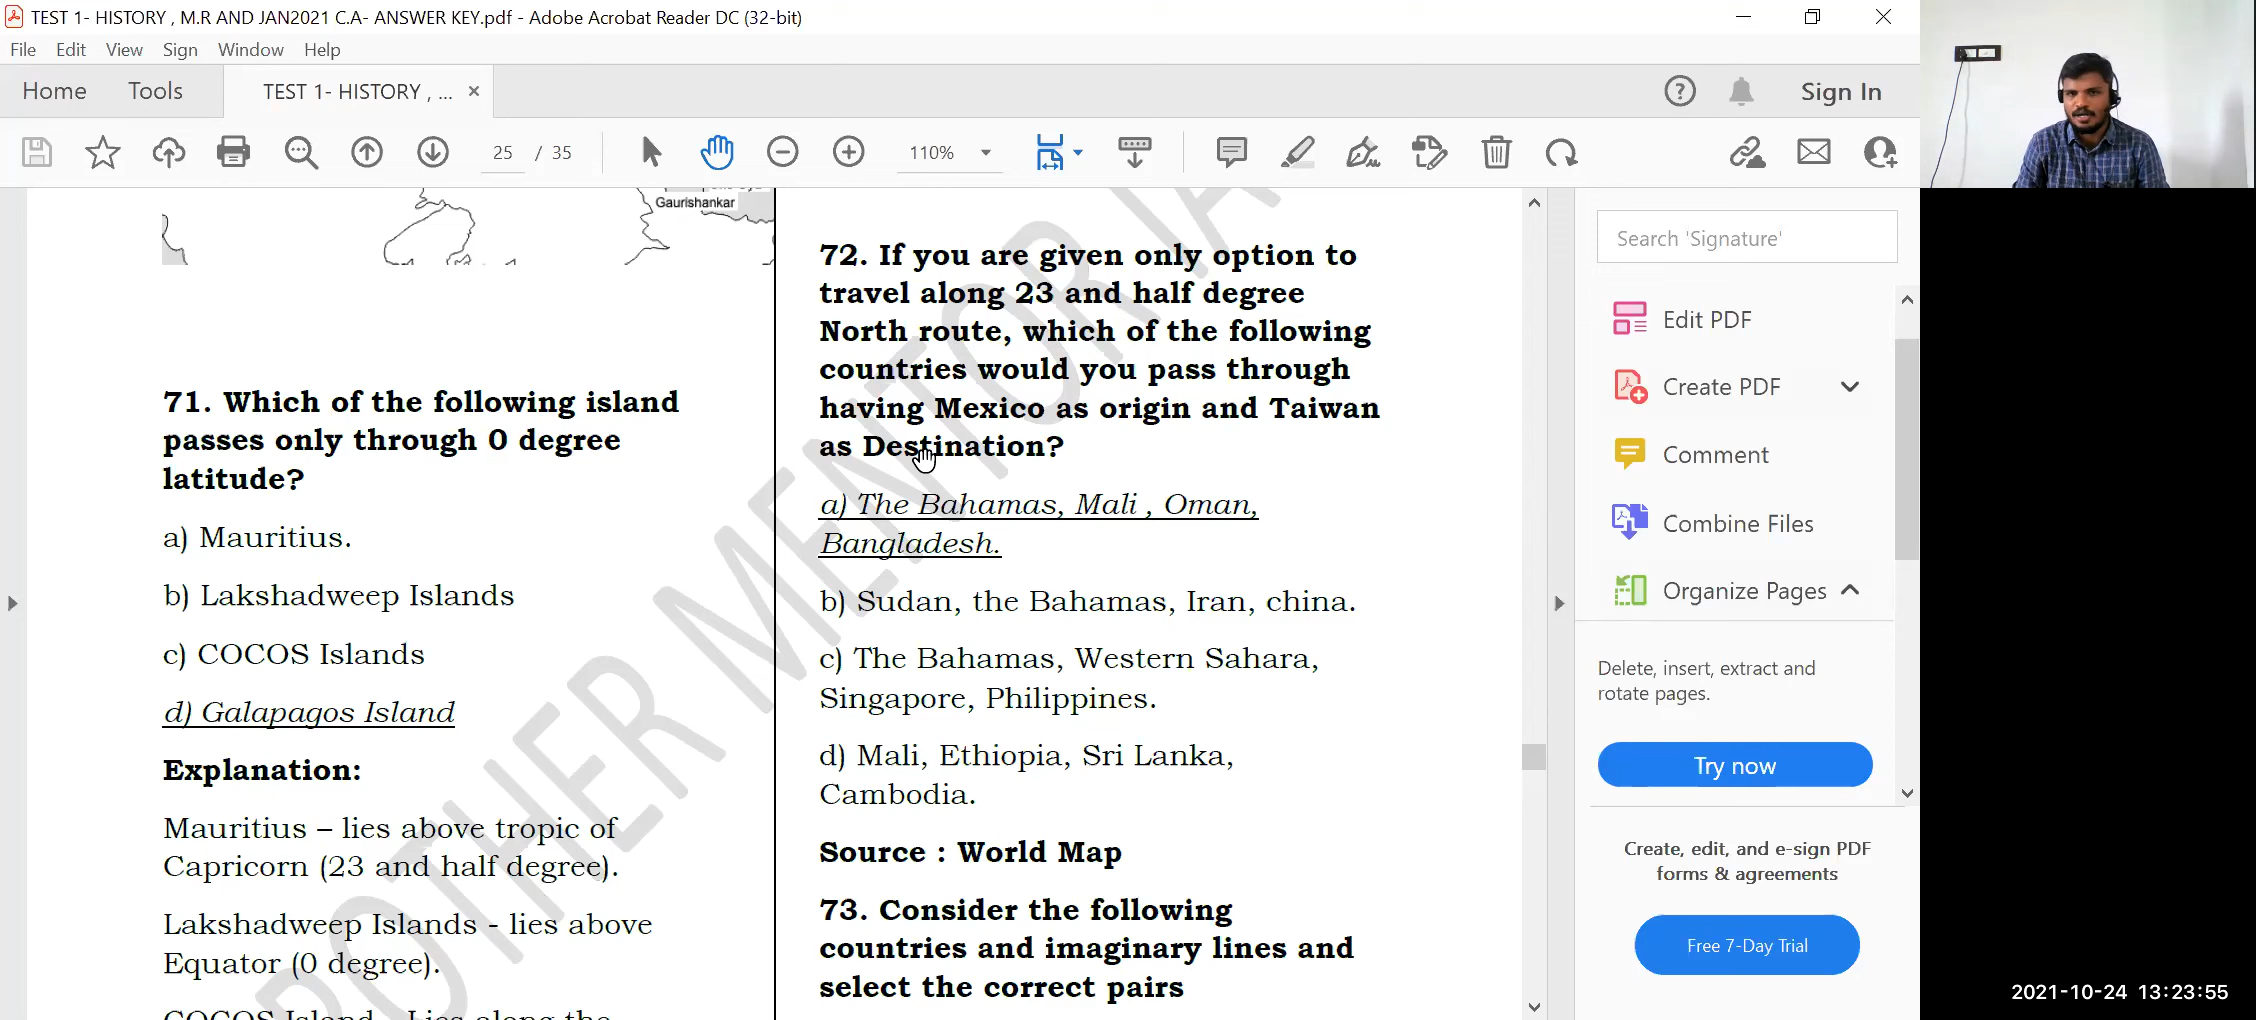 TEST 1- HISTORY , M.R AND JAN2021 C.A- ANSWER KEY.pdf - Adobe Acrobat Reader DC (32-bit)
File Edit View Sign Window Help
Home Tools TEST 1- HISTORY , ... × Sign In
25 / 35 110%
Gaurishankar
71. Which of the following island
passes only through 0 degree
latitude?
a) Mauritius.
b) Lakshadweep Islands
c) COCOS Islands
d) Galapagos Island
Explanation:
Mauritius – lies above tropic of
Capricorn (23 and half degree).
Lakshadweep Islands - lies above
Equator (0 degree).
COCOS Island – Lies along the
72. If you are given only option to
travel along 23 and half degree
North route, which of the following
countries would you pass through
having Mexico as origin and Taiwan
as Destination?
a) The Bahamas, Mali , Oman,
Bangladesh.
b) Sudan, the Bahamas, Iran, china.
c) The Bahamas, Western Sahara,
Singapore, Philippines.
d) Mali, Ethiopia, Sri Lanka,
Cambodia.
Source : World Map
73. Consider the following
countries and imaginary lines and
select the correct pairs
Search 'Signature'
Edit PDF
Create PDF
Comment
Combine Files
Organize Pages
Delete, insert, extract and
rotate pages.
Try now
Create, edit, and e-sign PDF
forms & agreements
Free 7-Day Trial
2021-10-24 13:23:55